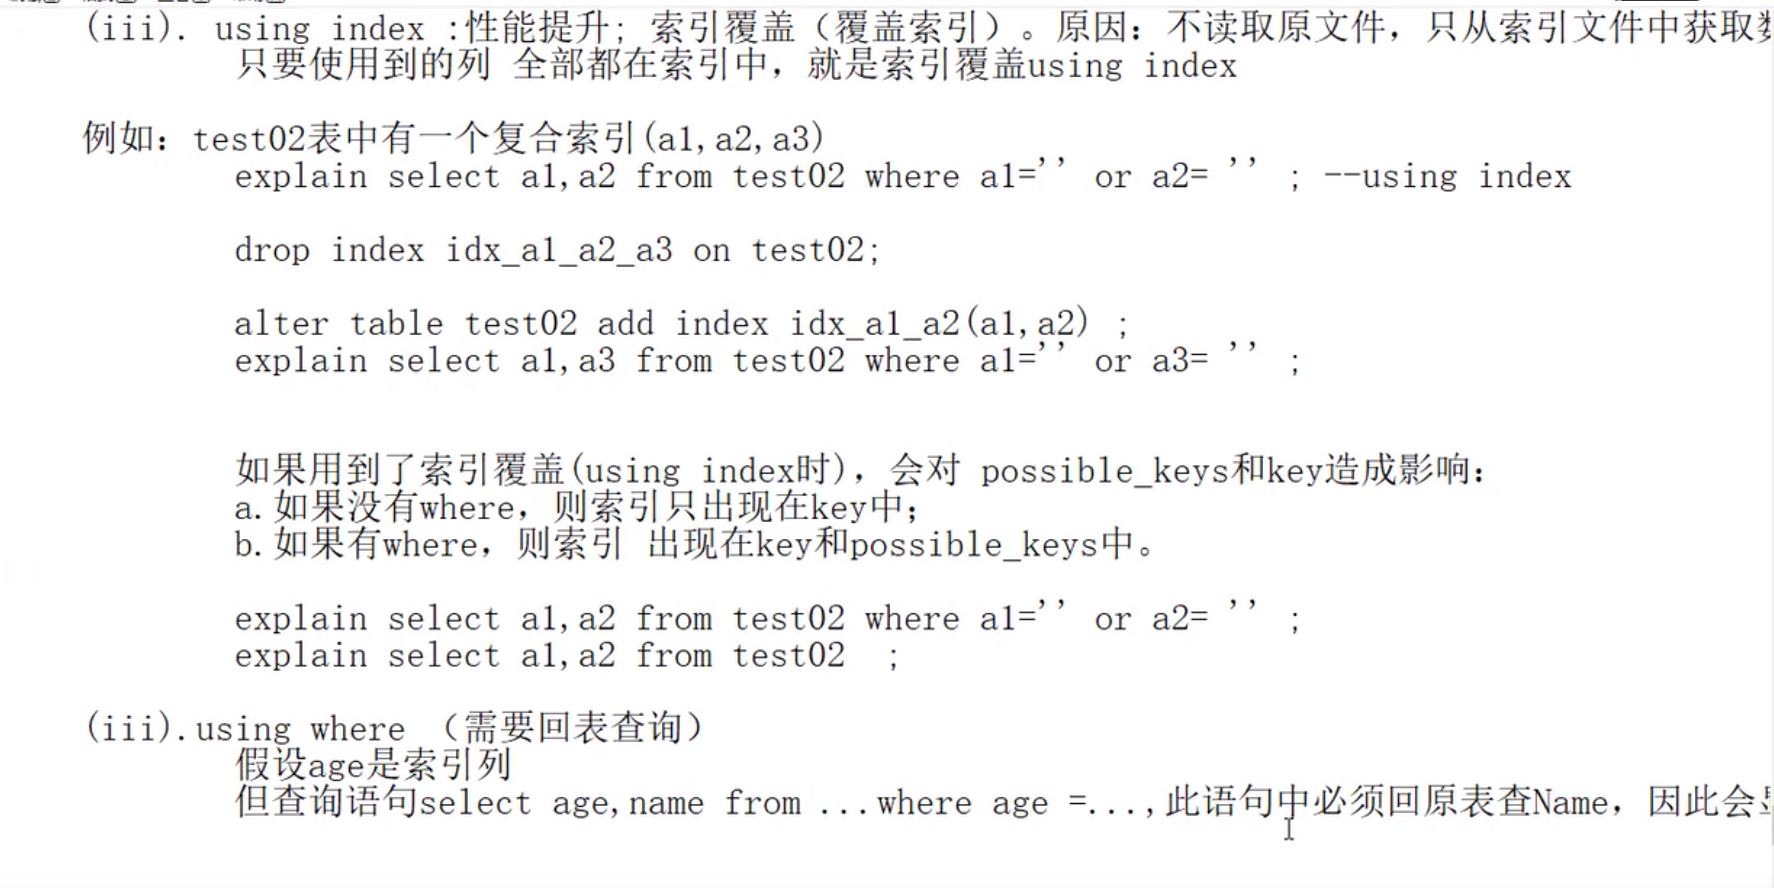 (iii). using index :性能提升; 索引覆盖（覆盖索引）。原因：不读取原文件，只从索引文件中获取
只要使用到的列 全部都在索引中，就是索引覆盖using index
例如：test02表中有一个复合索引(a1,a2,a3)
explain select a1,a2 from test02 where a1='' or a2= '' ; --using index
drop index idx_a1_a2_a3 on test02;
alter table test02 add index idx_a1_a2(a1,a2) ;
explain select a1,a3 from test02 where a1='' or a3= '' ;
如果用到了索引覆盖(using index时)，会对 possible_keys和key造成影响：
a.如果没有where，则索引只出现在key中；
b.如果有where，则索引 出现在key和possible_keys中。
explain select a1,a2 from test02 where a1='' or a2= '' ;
explain select a1,a2 from test02 ;
(iii).using where （需要回表查询）
假设age是索引列
但查询语句select age,name from ...where age =...,此语句中必须回原表查Name，因此会